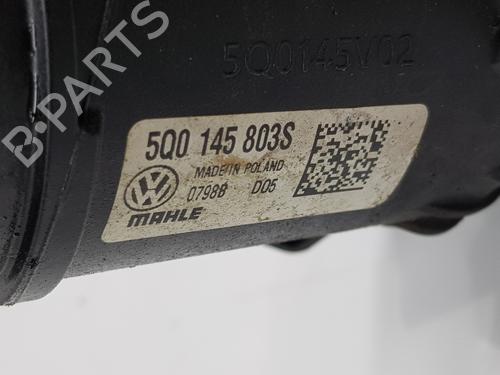 5Q0145V02
5Q0 145 803S
MADE IN POLAND
0798B D05
MAHLE
B-PARTS